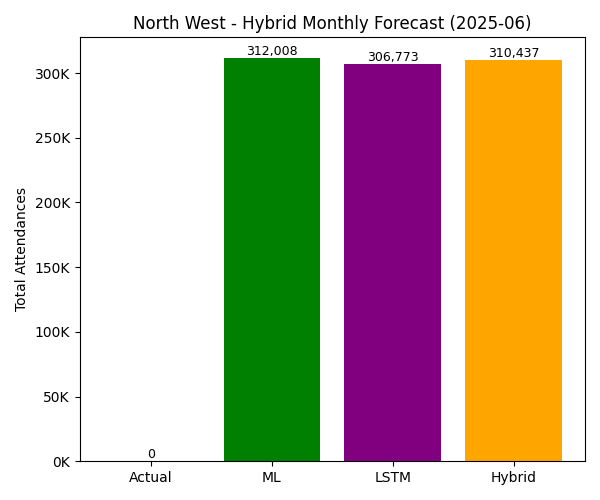 North West - Hybrid Monthly Forecast (2025-06)
Total Attendances
300K
250K
200K
150K
100K
50K
0K
0
312,008
306,773
310,437
Actual
ML
LSTM
Hybrid